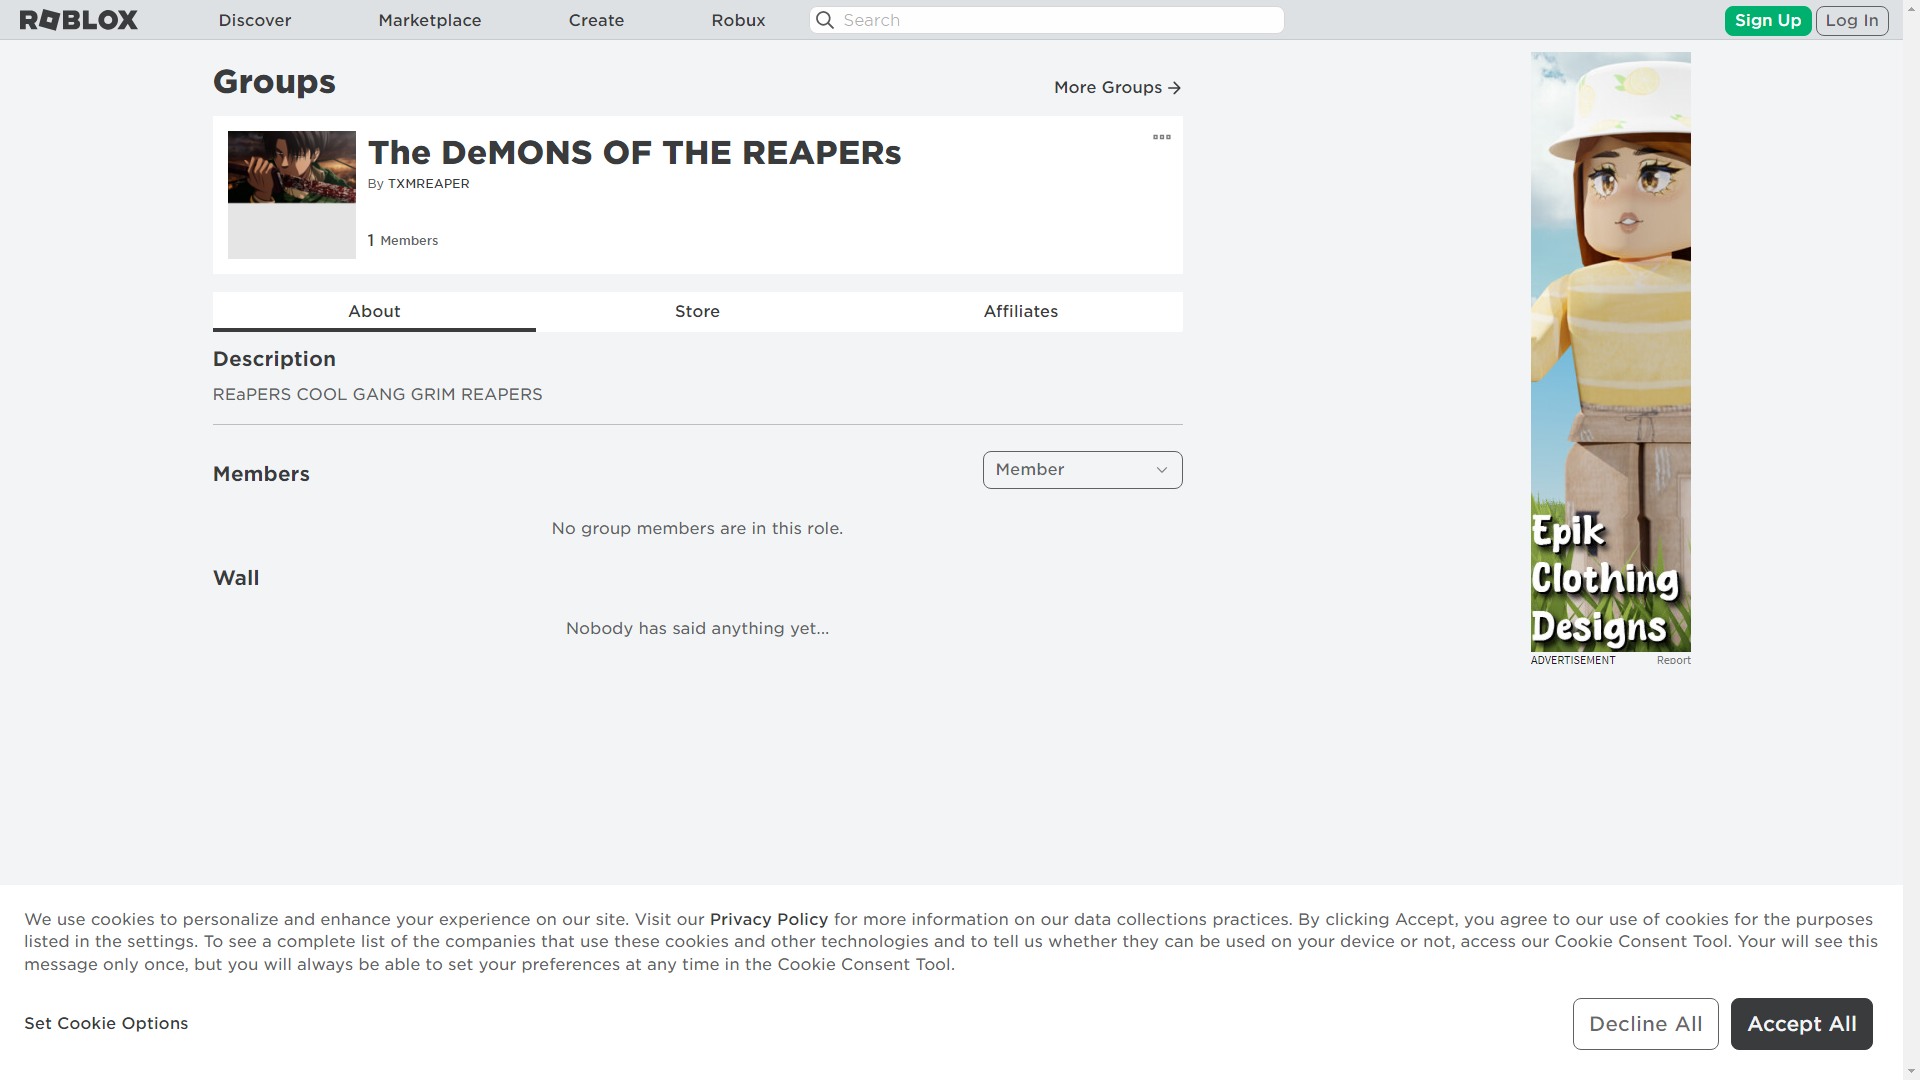 ROBLOX Discover Marketplace Create Robux Search Sign Up Log In
Groups
More Groups
The DeMONS OF THE REAPERs
By TXMREAPER
1 Members
About Store Affiliates
Description
REaPERS COOL GANG GRIM REAPERS
Members
Member
No group members are in this role.
Wall
Nobody has said anything yet...
Epik
Clothing
Designs
ADVERTISEMENT Report
We use cookies to personalize and enhance your experience on our site. Visit our Privacy Policy for more information on our data collections practices. By clicking Accept, you agree to our use of cookies for the purposes
listed in the settings. To see a complete list of the companies that use these cookies and other technologies and to tell us whether they can be used on your device or not, access our Cookie Consent Tool. Your will see this
message only once, but you will always be able to set your preferences at any time in the Cookie Consent Tool.
Set Cookie Options
Decline All
Accept All